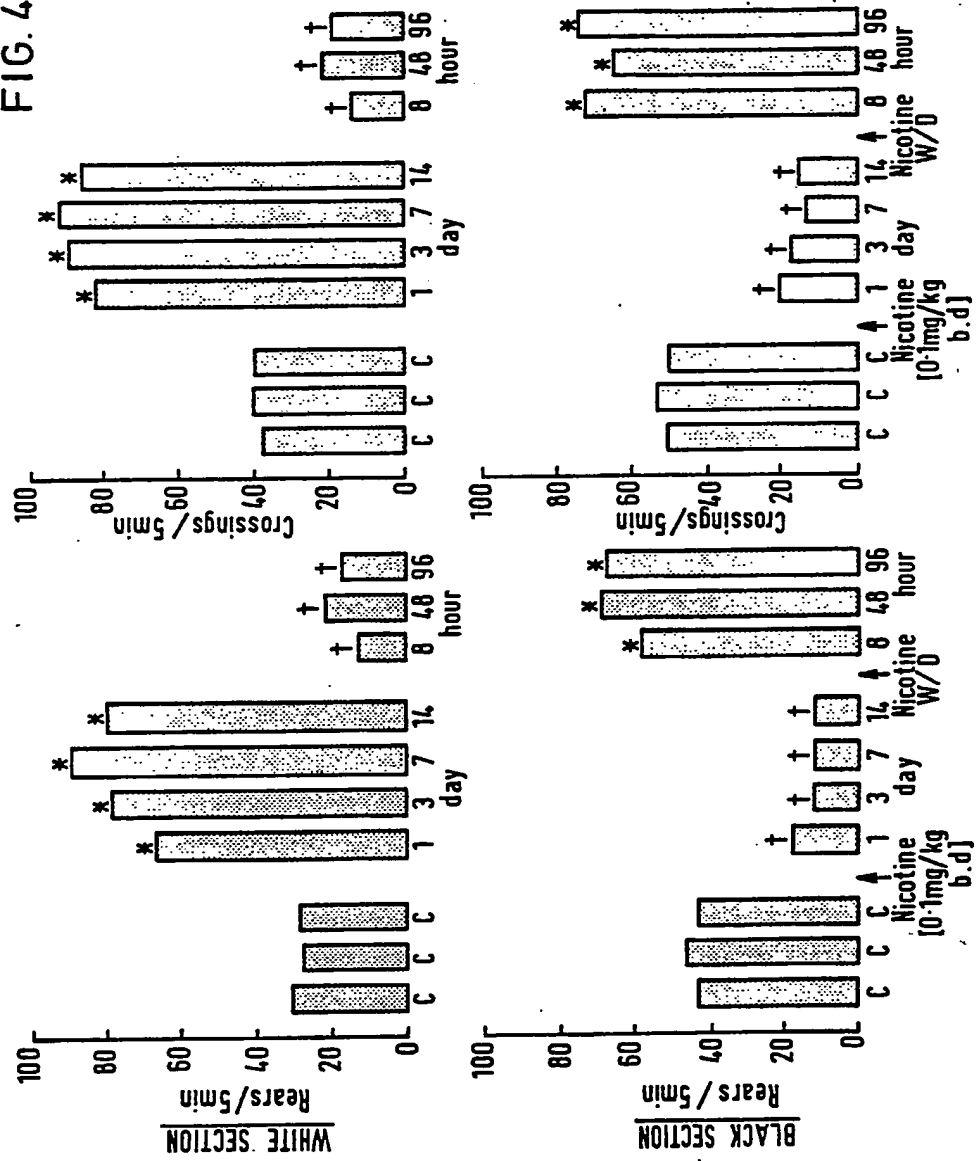 FIG. 4
WHITE SECTION
Rears/5min
100
80
60
40
20
0
C C C 1 3 7 14 8 48 96
day hour
* * * * † † †
Crossings/5min
100
80
60
40
20
0
C C C 1 3 7 14 8 48 96
day hour
* * * * † † †
BLACK SECTION
Rears/5min
100
80
60
40
20
0
† † † † * * *
C C C 1 3 7 14 8 48 96
day hour
Nicotine
[0·1mg/kg
b.d]
Nicotine
W/D
Crossings/5min
100
80
60
40
20
0
† † † † * * *
C C C 1 3 7 14 8 48 96
day hour
Nicotine
[0·1mg/kg
b.d]
Nicotine
W/D